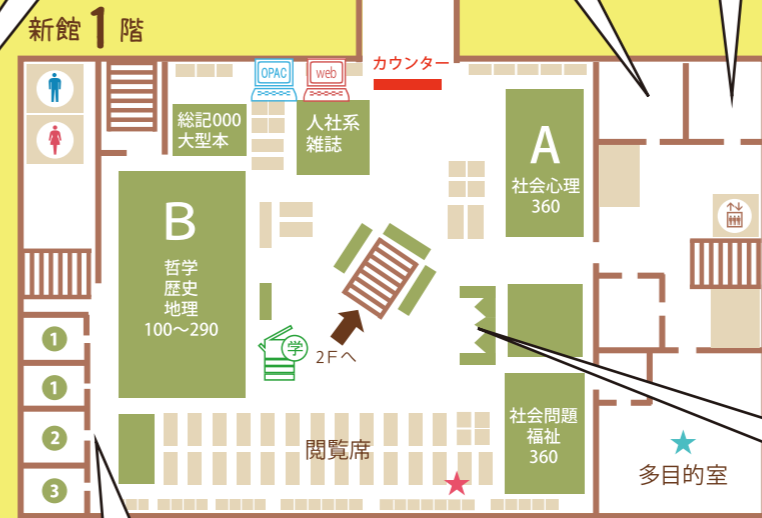 新館1階
OPAC
web
カウンター
総記000
大型本
人社系
雑誌
A
社会心理
360
B
哲学
歴史
地理
100～290
学
2Fへ
1
1
2
3
閲覧席
社会問題
福祉
360
多目的室